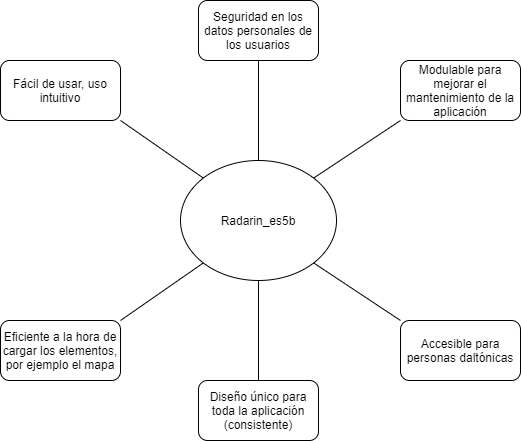 Seguridad en los
datos personales de
los usuarios
Fácil de usar, uso
intuitivo
Modulable para
mejorar el
mantenimiento de la
aplicación
Radarin_es5b
Eficiente a la hora de
cargar los elementos,
por ejemplo el mapa
Accesible para
personas daltónicas
Diseño único para
toda la aplicación
(consistente)